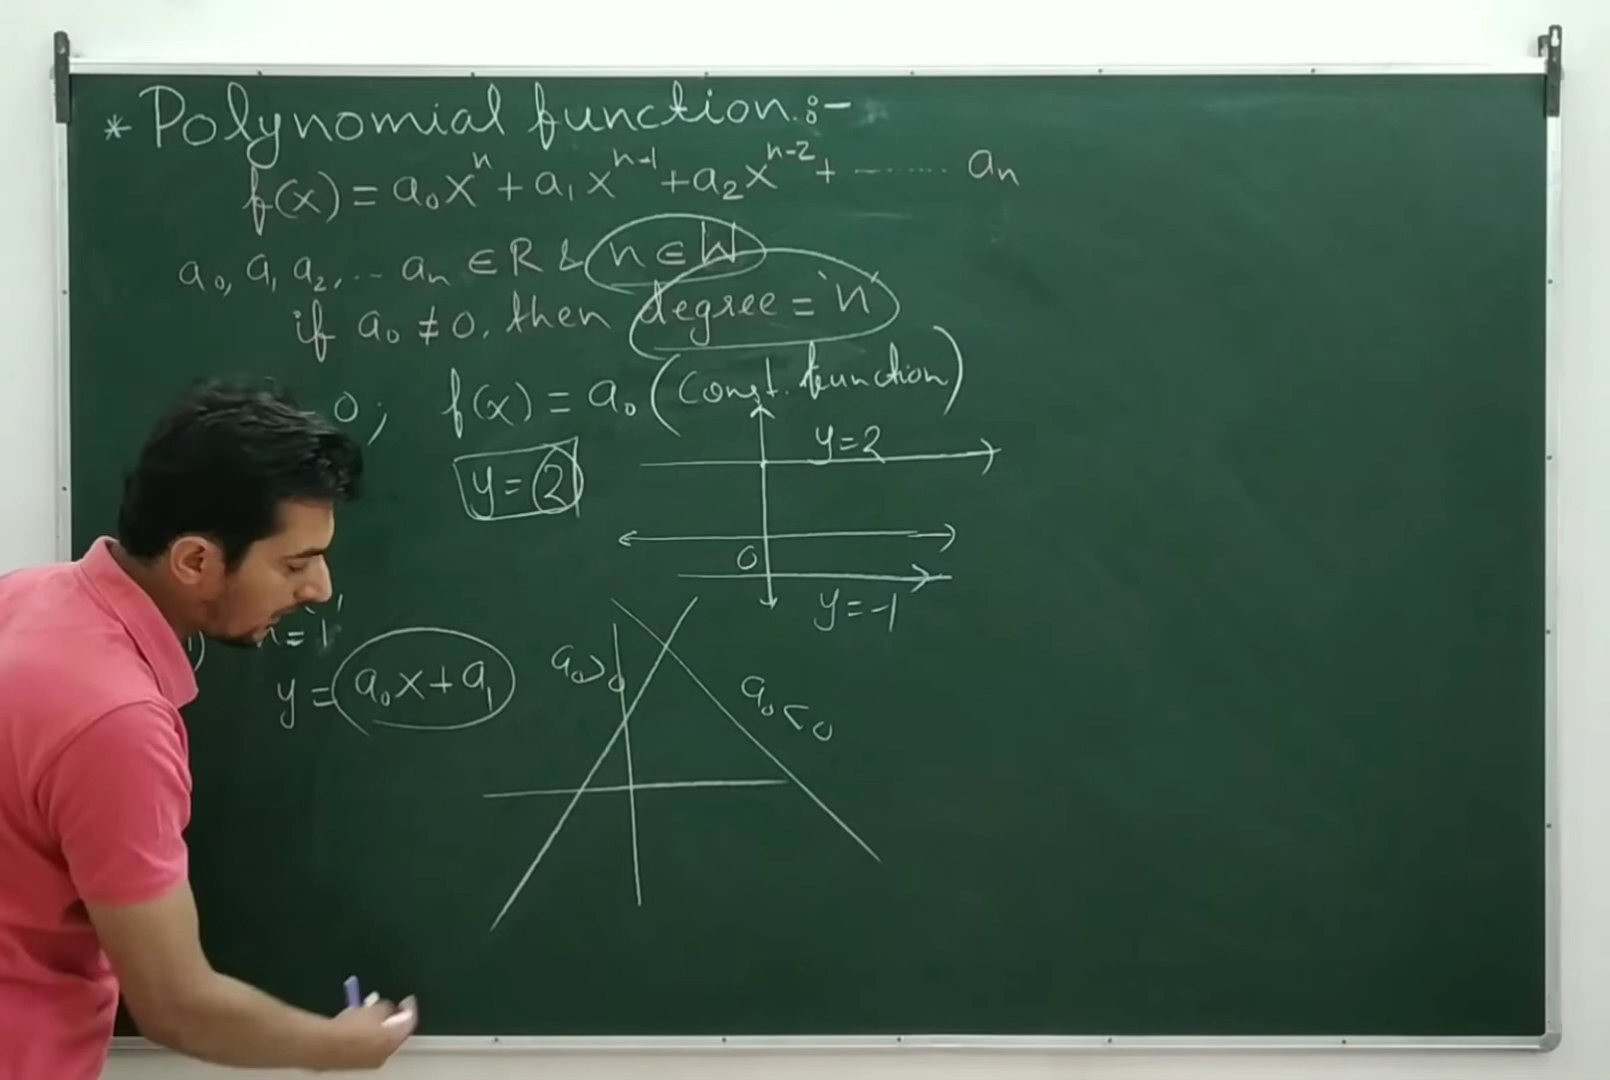 * Polynomial function :-
f(x) = a₀xⁿ + a₁xⁿ⁻¹ + a₂xⁿ⁻² + ------- aₙ
a₀, a₁ a₂, ... aₙ ∈ R & n ∈ W
if a₀ ≠ 0, then degree = 'n'
0; f(x) = a₀ (Const. function)
y = 2
y=2
0
y=-1
= '1'
y = a₀x + a₁
a₀>0
a₀<0